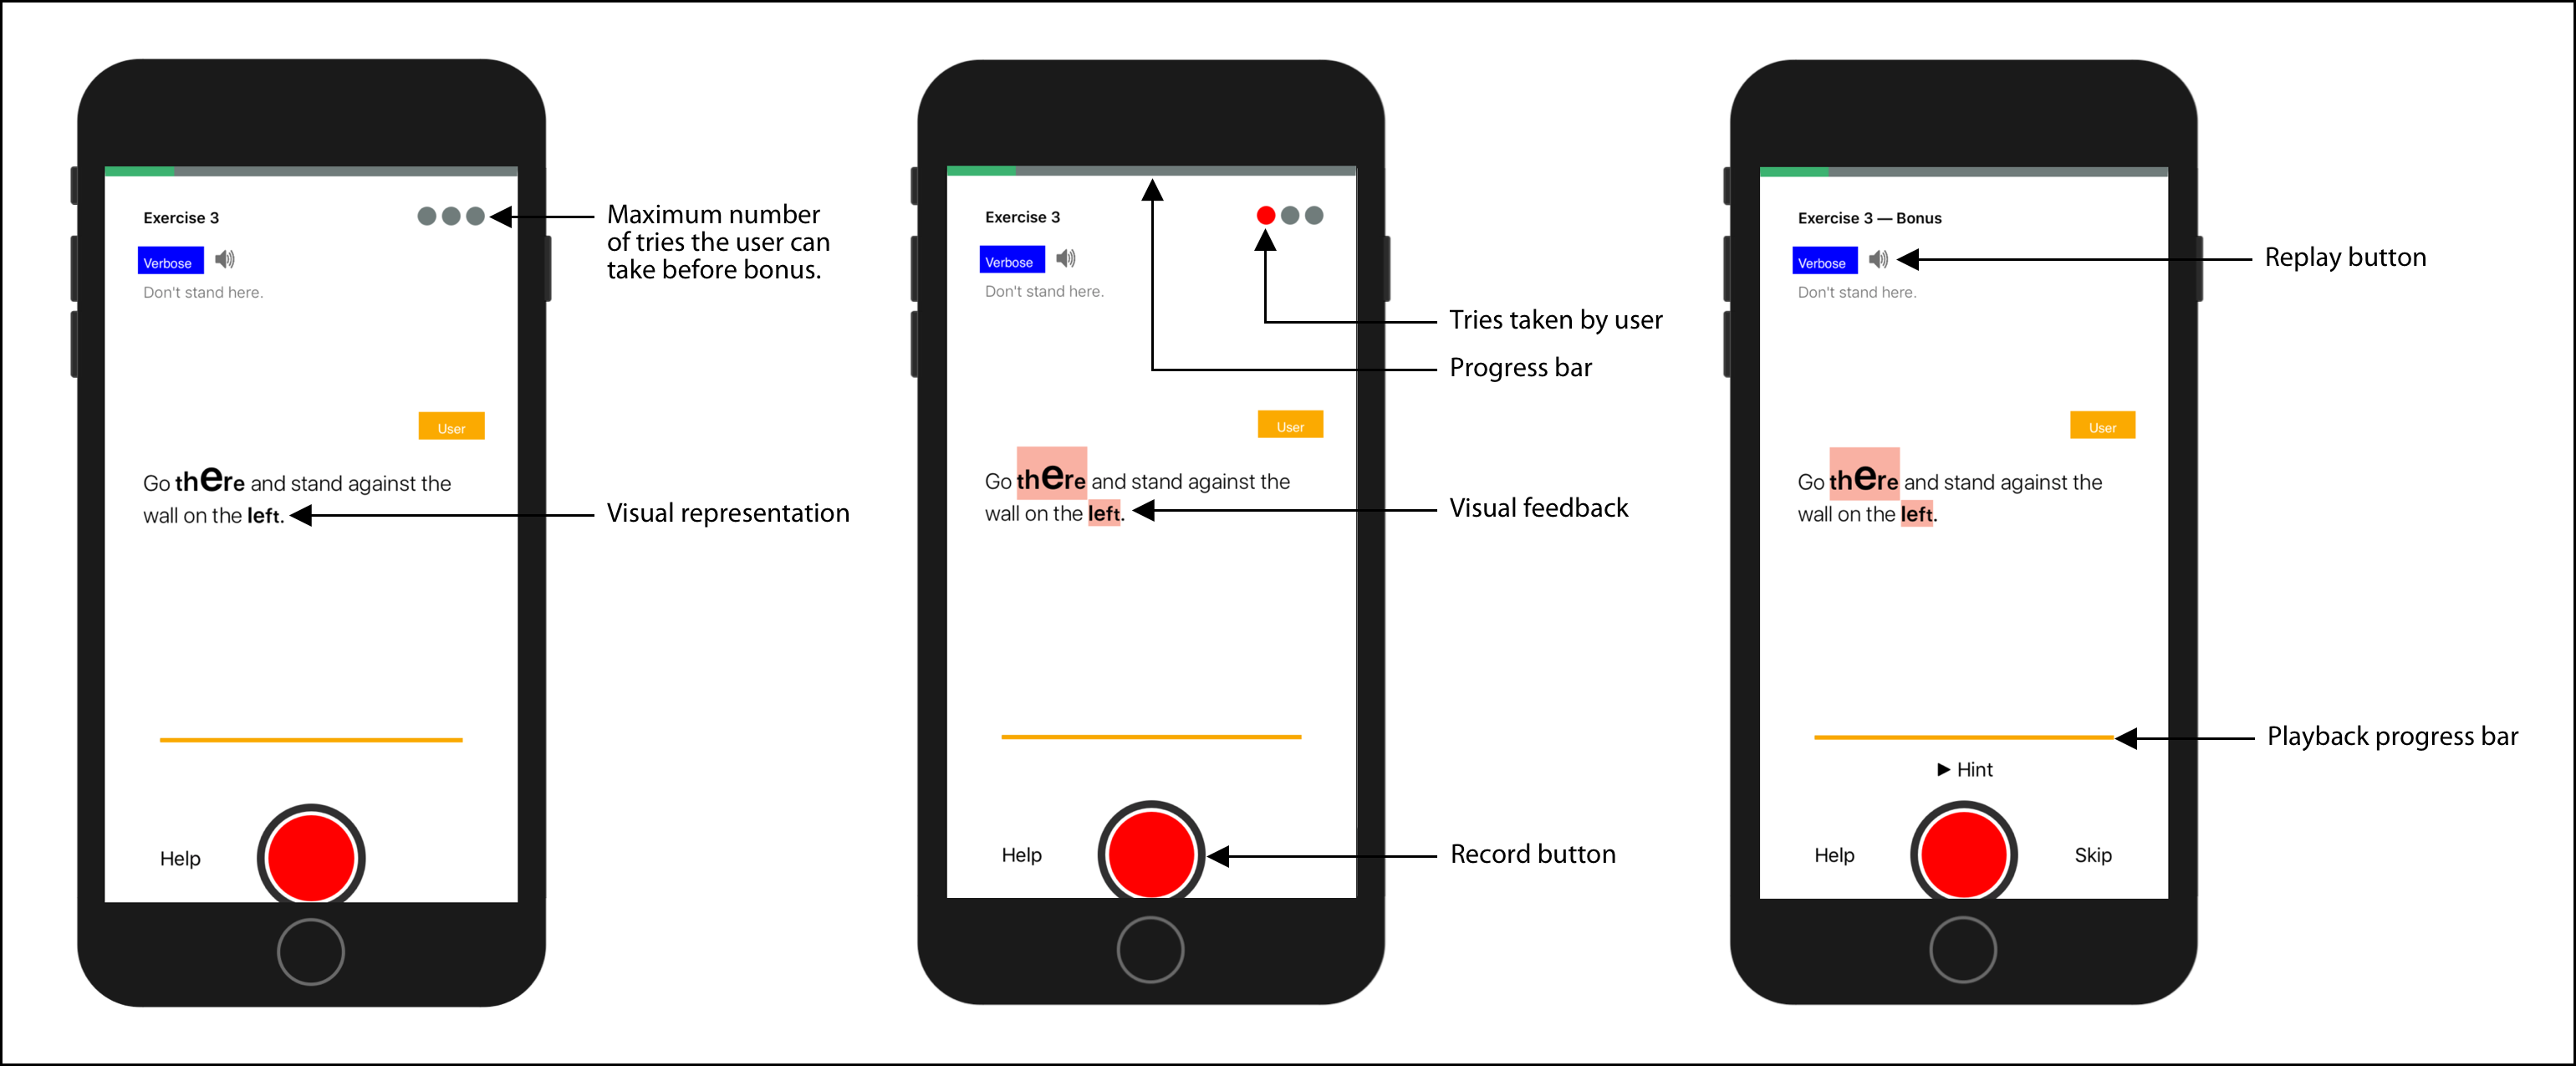 Exercise 3
Verbose
Don't stand here.
User
Go there and stand against the
wall on the left.
Help
Maximum number
of tries the user can
take before bonus.
Visual representation
Exercise 3
Verbose
Don't stand here.
User
Go there and stand against the
wall on the left.
Help
Tries taken by user
Progress bar
Visual feedback
Record button
Exercise 3 — Bonus
Verbose
Don't stand here.
User
Go there and stand against the
wall on the left.
Hint
Help
Skip
Replay button
Playback progress bar